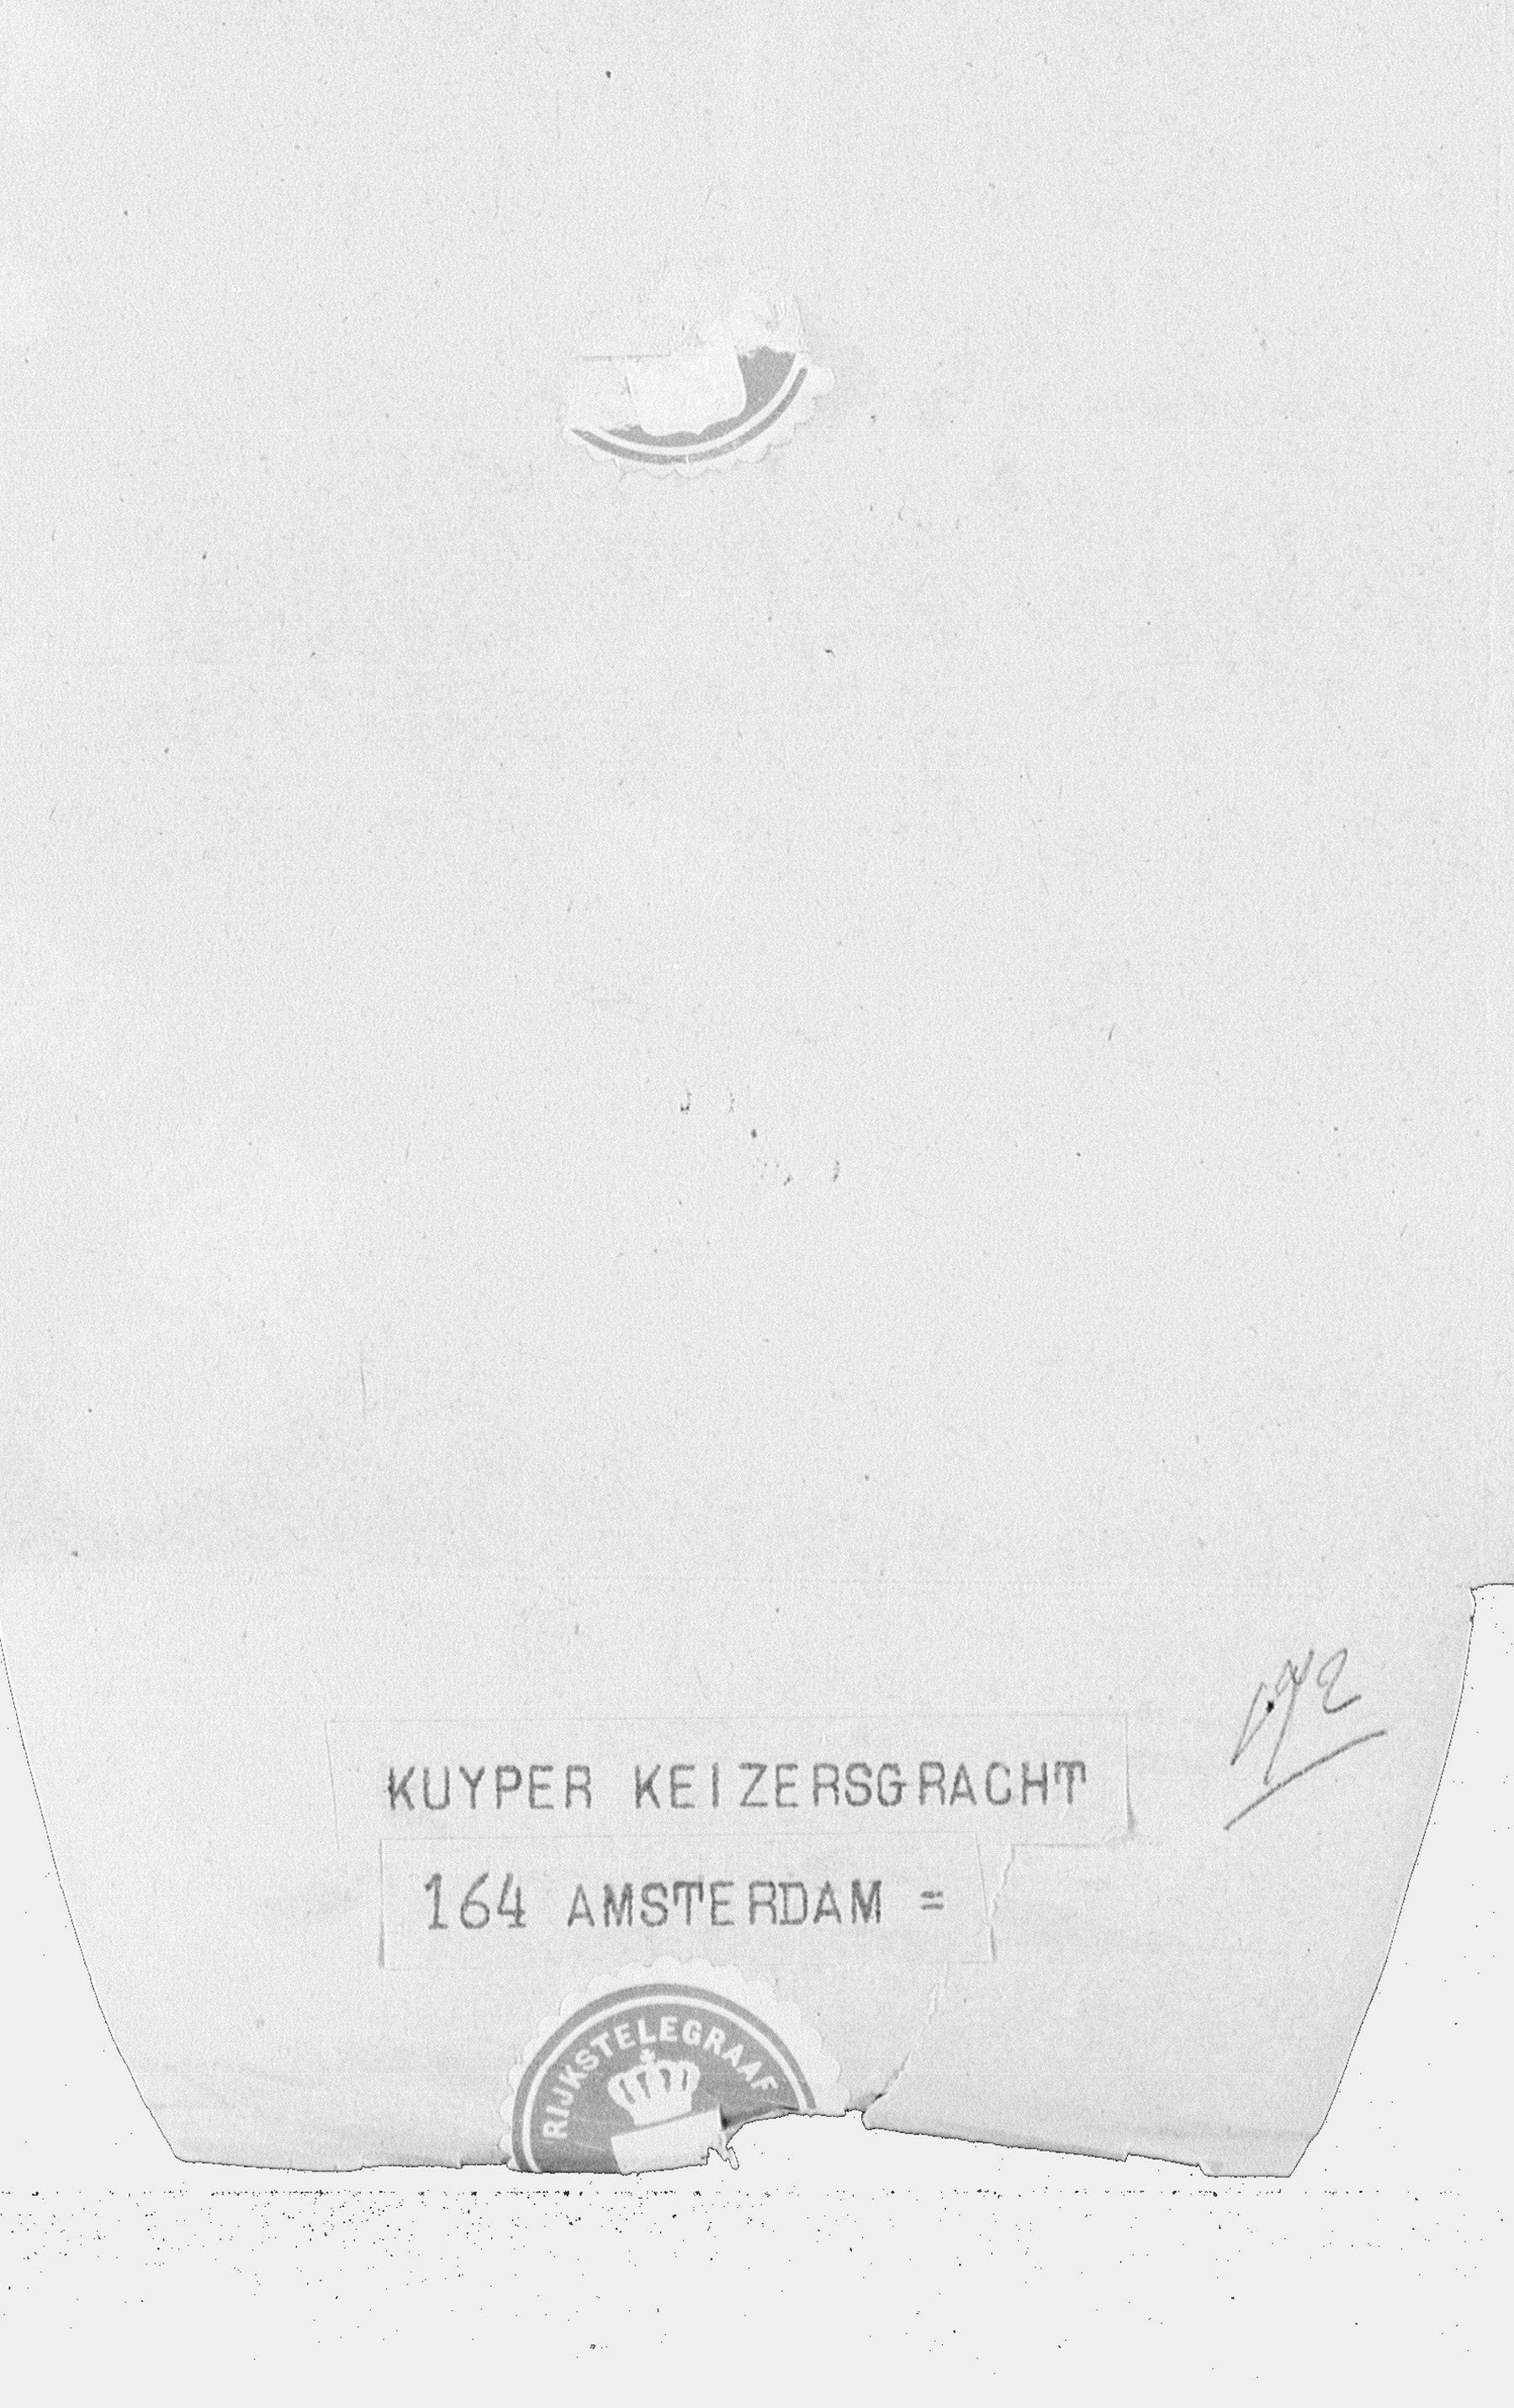 KUYPER KEIZERSGRACHT
164 AMSTERDAM =
RIJKSTELEGRAAF